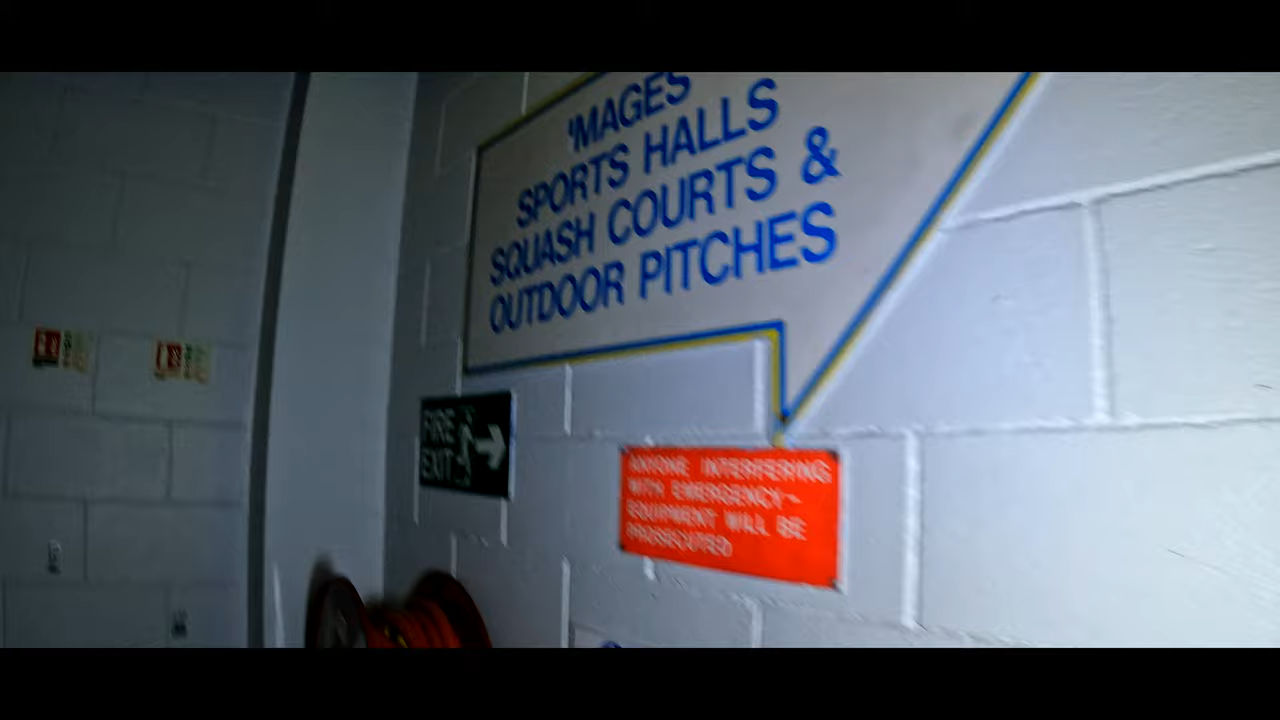 'MAGES
SPORTS HALLS
SQUASH COURTS &
OUTDOOR PITCHES
FIRE
EXIT
ANYONE INTERFERING
WITH EMERGENCY-
EQUIPMENT WILL BE
PROSECUTED